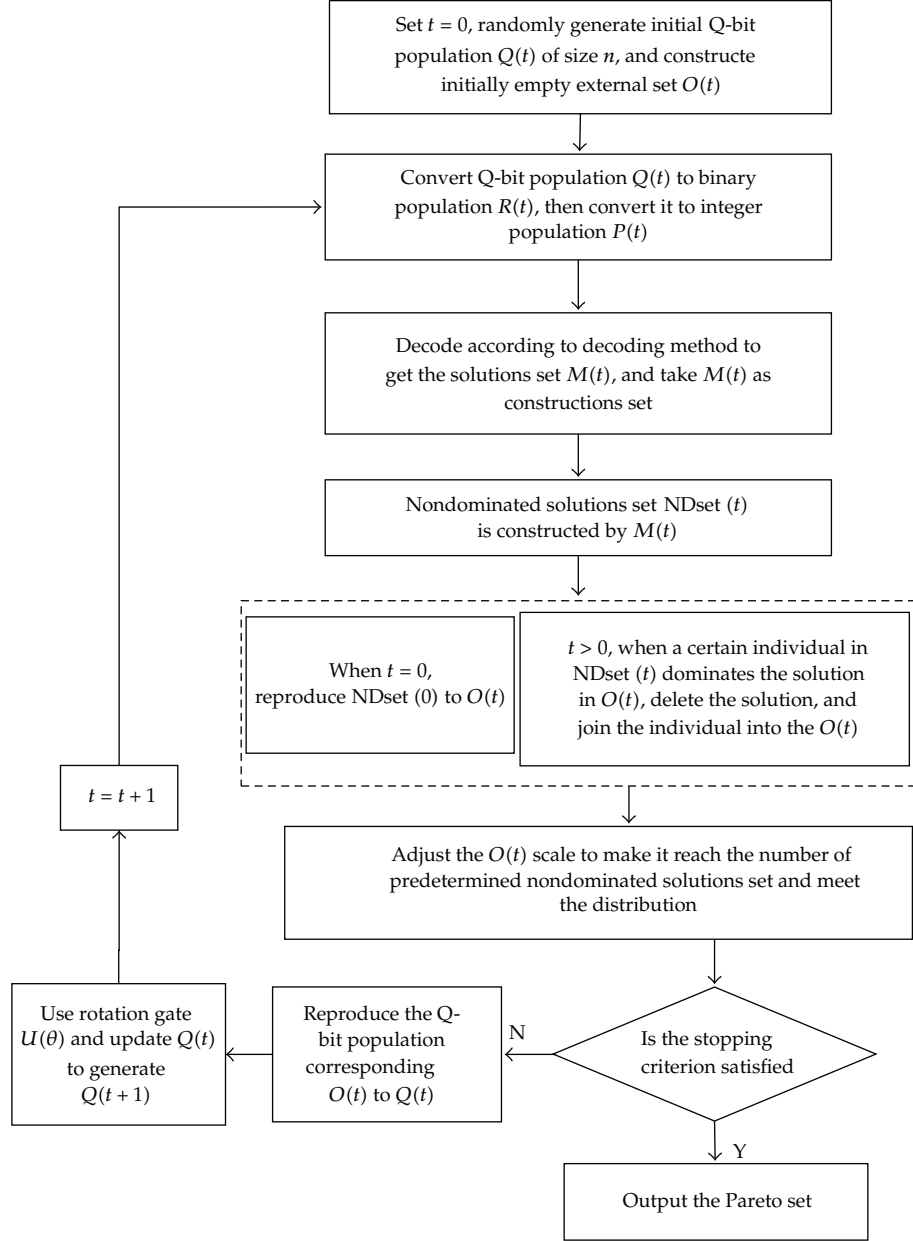 Set t = 0, randomly generate initial Q-bit
population Q(t) of size n, and constructe
initially empty external set O(t)
Convert Q-bit population Q(t) to binary
population R(t), then convert it to integer
population P(t)
Decode according to decoding method to
get the solutions set M(t), and take M(t) as
constructions set
Nondominated solutions set NDset (t)
is constructed by M(t)
When t = 0,
reproduce NDset (0) to O(t)
t > 0, when a certain individual in
NDset (t) dominates the solution
in O(t), delete the solution, and
join the individual into the O(t)
t = t + 1
Adjust the O(t) scale to make it reach the number of
predetermined nondominated solutions set and meet
the distribution
Use rotation gate
U(θ) and update Q(t)
to generate
Q(t + 1)
Reproduce the Q-
bit population
corresponding
O(t) to Q(t)
N
Is the stopping
criterion satisfied
Y
Output the Pareto set